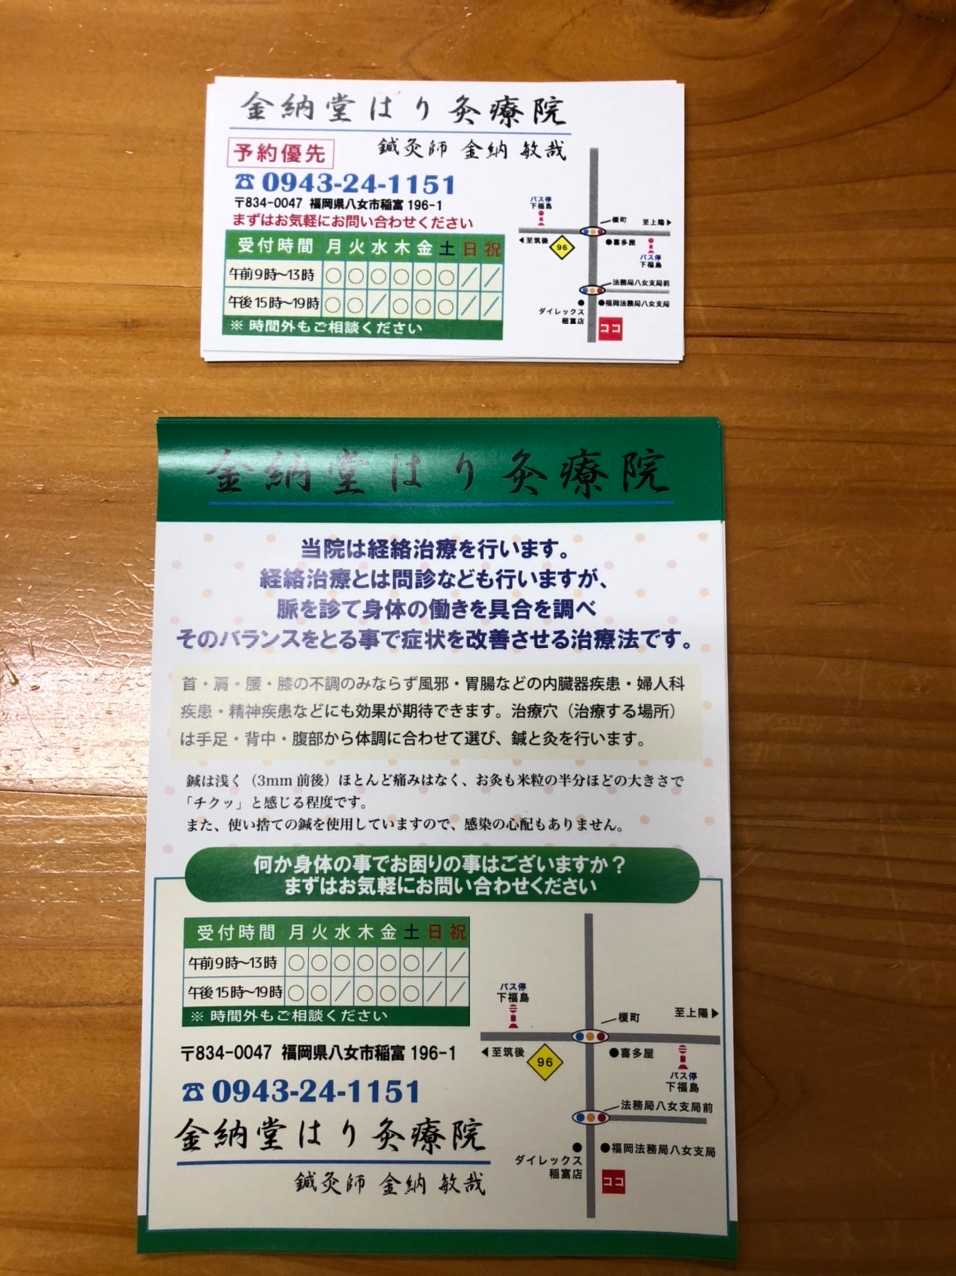 金納堂はり灸療院
鍼灸師 金納 敏哉
予約優先
☎ 0943-24-1151
〒834-0047 福岡県八女市稲富 196-1
まずはお気軽にお問い合わせください
受付時間 月 火 水 木 金 土 日 祝
午前9時〜13時 ○ ○ ○ ○ ○ ○ / /
午後15時〜19時 ○ ○ / ○ ○ ○ / /
※ 時間外もご相談ください
バス停
下福島
榎町
至上陽▶
◀至筑後
96
●喜多屋
バス停
下福島
法務局八女支局前
●福岡法務局八女支局
ダイレックス
稲富店
ココ
金納堂はり灸療院
当院は経絡治療を行います。
経絡治療とは問診なども行いますが、
脈を診て身体の働きを具合を調べ
そのバランスをとる事で症状を改善させる治療法です。
首・肩・腰・膝の不調のみならず風邪・胃腸などの内臓器疾患・婦人科
疾患・精神疾患などにも効果が期待できます。治療穴（治療する場所）
は手足・背中・腹部から体調に合わせて選び、鍼と灸を行います。
鍼は浅く（3mm 前後）ほとんど痛みはなく、お灸も米粒の半分ほどの大きさで
「チクッ」と感じる程度です。
また、使い捨ての鍼を使用していますので、感染の心配もありません。
何か身体の事でお困りの事はございますか？
まずはお気軽にお問い合わせください
受付時間 月 火 水 木 金 土 日 祝
午前9時〜13時 ○ ○ ○ ○ ○ ○ / /
午後15時〜19時 ○ ○ / ○ ○ ○ / /
※ 時間外もご相談ください
〒834-0047 福岡県八女市稲富 196-1
☎ 0943-24-1151
金納堂はり灸療院
鍼灸師 金納 敏哉
バス停
下福島
榎町
至上陽▶
◀至筑後
96
●喜多屋
バス停
下福島
法務局八女支局前
●福岡法務局八女支局
ダイレックス
稲富店
ココ